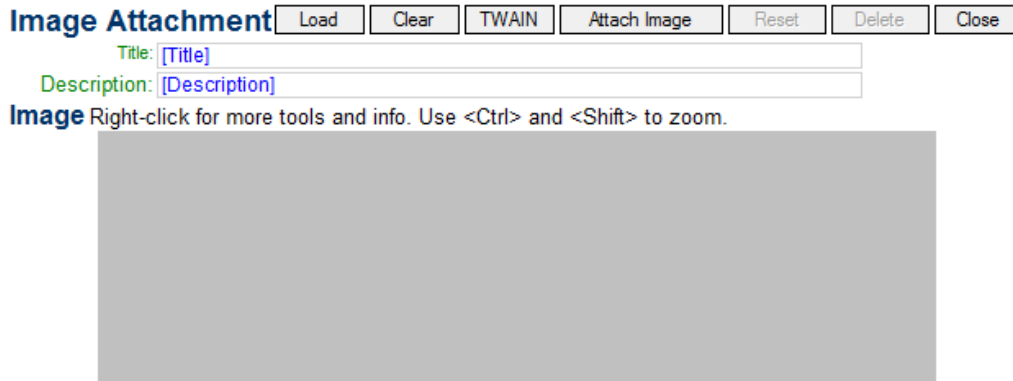 Image Attachment Load Clear TWAIN Attach Image Reset Delete Close
Title: [Title]
Description: [Description]
Image Right-click for more tools and info. Use <Ctrl> and <Shift> to zoom.